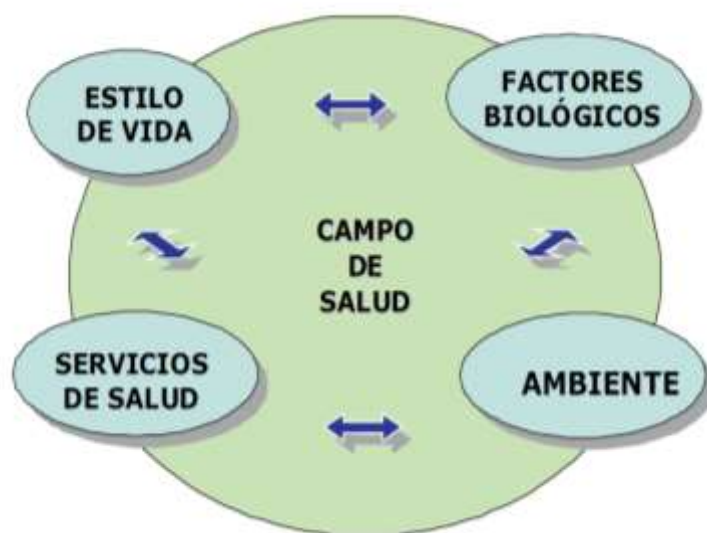 ESTILO
DE VIDA
FACTORES
BIOLÓGICOS
CAMPO
DE
SALUD
SERVICIOS
DE SALUD
AMBIENTE